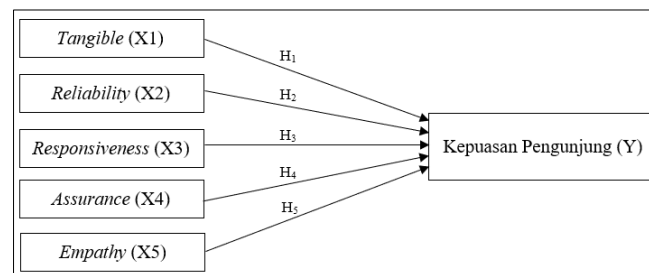 Tangible (X1)
H1
Reliability (X2)
H2
Responsiveness (X3)
H3
Kepuasan Pengunjung (Y)
Assurance (X4)
H4
Empathy (X5)
H5